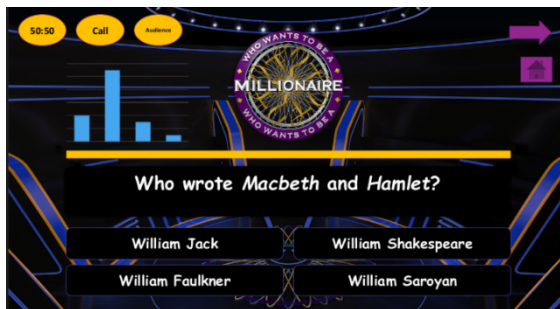 50:50
Call
Audience
WHO WANTS TO BE A
MILLIONAIRE
WHO WANTS TO BE A
Who wrote Macbeth and Hamlet?
William Jack
William Shakespeare
William Faulkner
William Saroyan